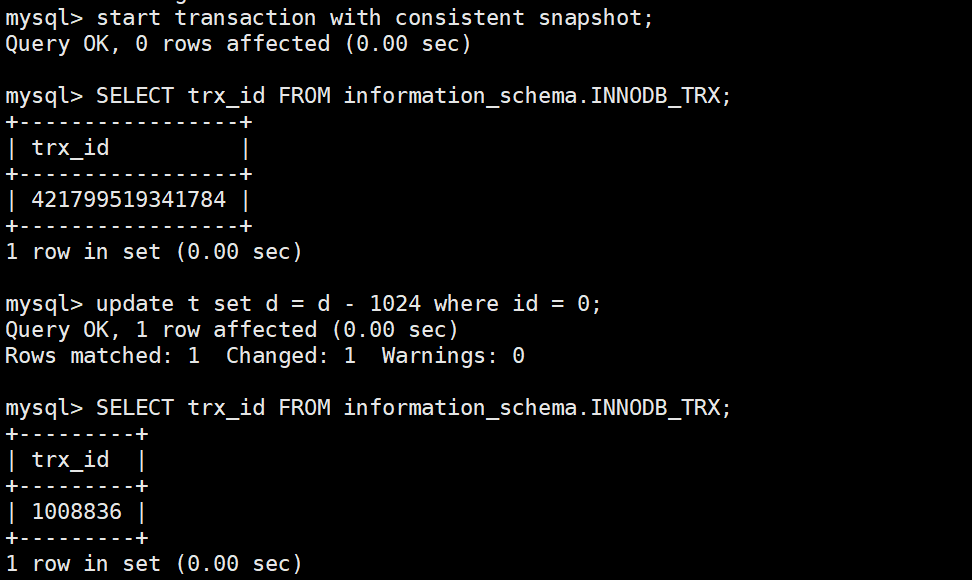 mysql> start transaction with consistent snapshot;
Query OK, 0 rows affected (0.00 sec)
mysql> SELECT trx_id FROM information_schema.INNODB_TRX;
+-----------------+
| trx_id          |
+-----------------+
| 421799519341784 |
+-----------------+
1 row in set (0.00 sec)
mysql> update t set d = d - 1024 where id = 0;
Query OK, 1 row affected (0.00 sec)
Rows matched: 1  Changed: 1  Warnings: 0
mysql> SELECT trx_id FROM information_schema.INNODB_TRX;
+---------+
| trx_id  |
+---------+
| 1008836 |
+---------+
1 row in set (0.00 sec)